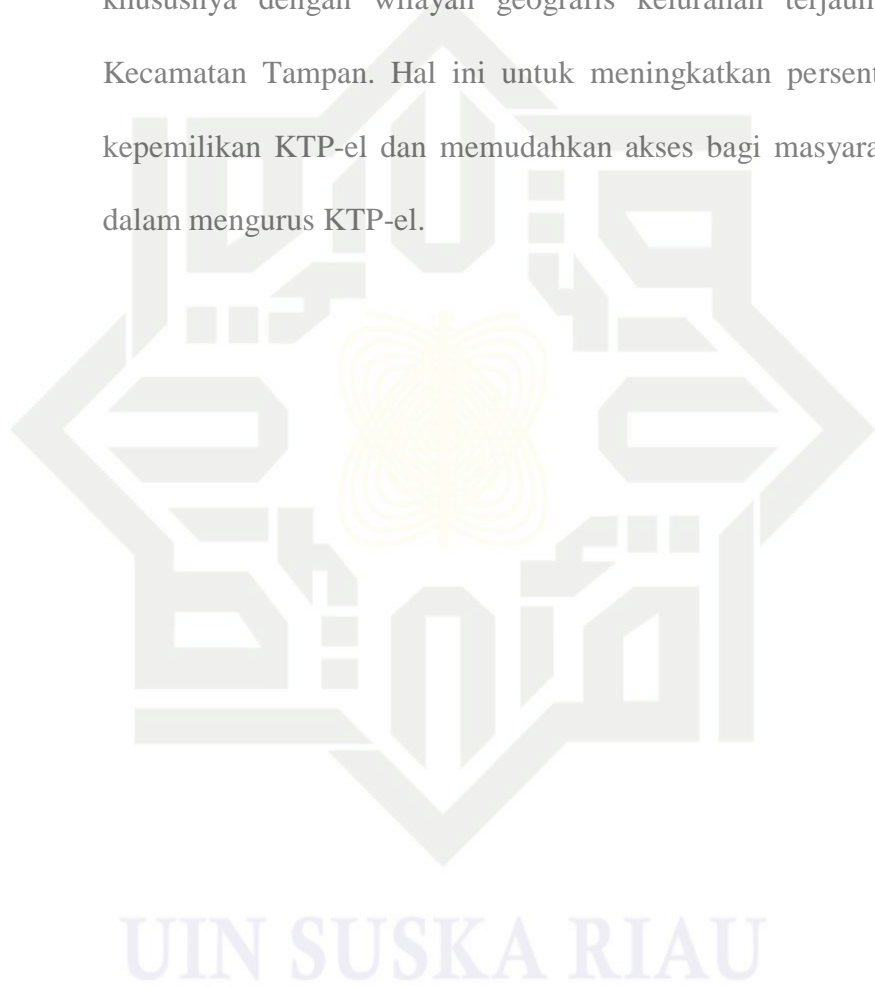 khususnya dengan wilayah geografis kelurahan terjauh
Kecamatan Tampan. Hal ini untuk meningkatkan persent
kepemilikan KTP-el dan memudahkan akses bagi masyara
dalam mengurus KTP-el.
UIN SUSKA RIAU